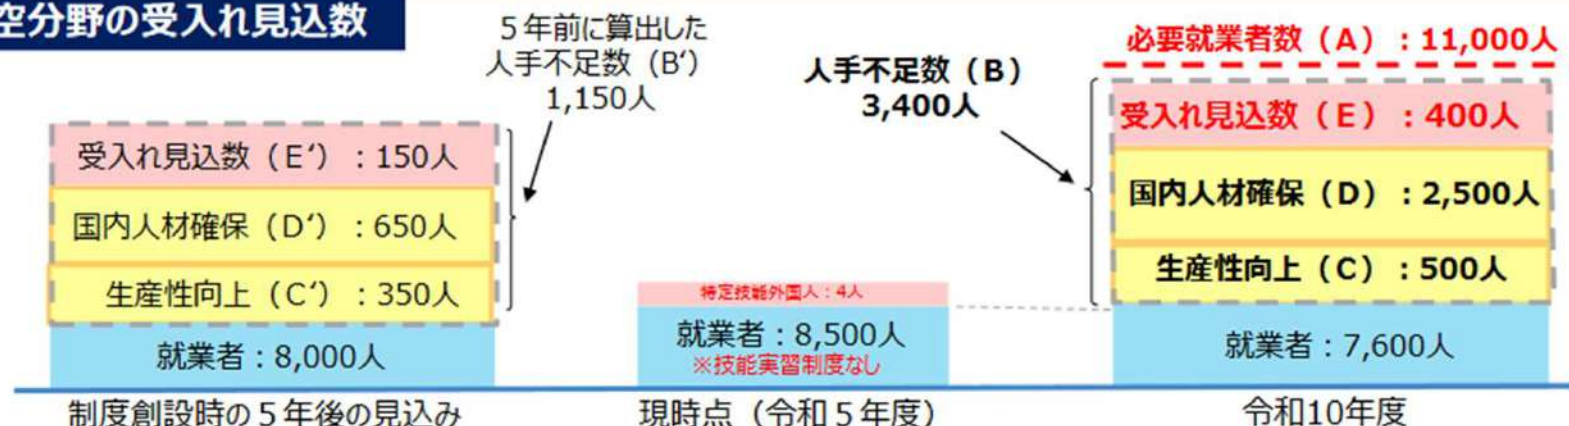 空分野の受入れ見込数
5年前に算出した
人手不足数（B‘）
1,150人
人手不足数（B）
3,400人
必要就業者数（A）：11,000人
受入れ見込数（E‘）：150人
国内人材確保（D‘）：650人
生産性向上（C‘）：350人
就業者：8,000人
特定技能外国人：4人
就業者：8,500人
※技能実習制度なし
受入れ見込数（E）：400人
国内人材確保（D）：2,500人
生産性向上（C）：500人
就業者：7,600人
制度創設時の5年後の見込み
現時点（令和5年度）
令和10年度